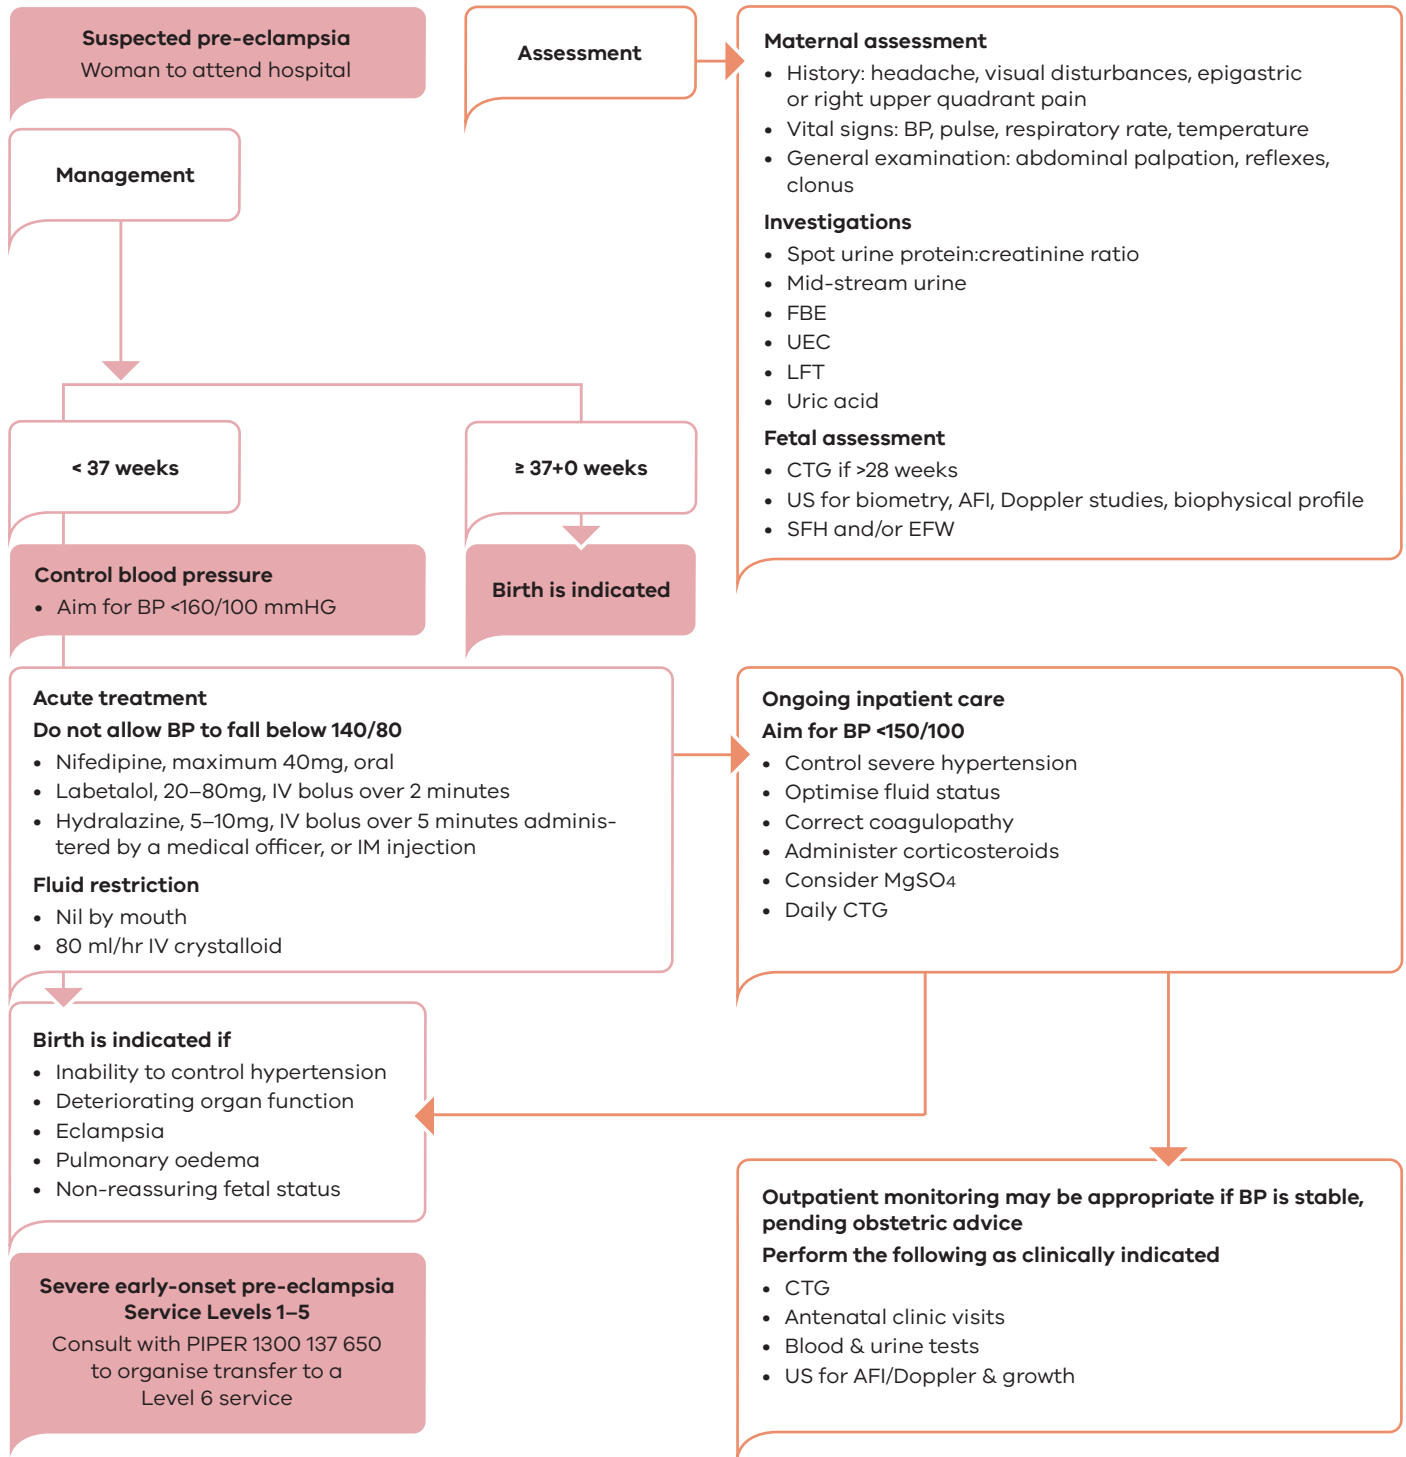 Suspected pre-eclampsia
Woman to attend hospital
Assessment
Maternal assessment
• History: headache, visual disturbances, epigastric
or right upper quadrant pain
• Vital signs: BP, pulse, respiratory rate, temperature
• General examination: abdominal palpation, reflexes,
clonus
Investigations
• Spot urine protein:creatinine ratio
• Mid-stream urine
• FBE
• UEC
• LFT
• Uric acid
Fetal assessment
• CTG if >28 weeks
• US for biometry, AFI, Doppler studies, biophysical profile
• SFH and/or EFW
Management
< 37 weeks
≥ 37+0 weeks
Control blood pressure
• Aim for BP <160/100 mmHG
Birth is indicated
Acute treatment
Do not allow BP to fall below 140/80
• Nifedipine, maximum 40mg, oral
• Labetalol, 20–80mg, IV bolus over 2 minutes
• Hydralazine, 5–10mg, IV bolus over 5 minutes adminis-
tered by a medical officer, or IM injection
Fluid restriction
• Nil by mouth
• 80 ml/hr IV crystalloid
Ongoing inpatient care
Aim for BP <150/100
• Control severe hypertension
• Optimise fluid status
• Correct coagulopathy
• Administer corticosteroids
• Consider MgSO4
• Daily CTG
Birth is indicated if
• Inability to control hypertension
• Deteriorating organ function
• Eclampsia
• Pulmonary oedema
• Non-reassuring fetal status
Outpatient monitoring may be appropriate if BP is stable,
pending obstetric advice
Perform the following as clinically indicated
• CTG
• Antenatal clinic visits
• Blood & urine tests
• US for AFI/Doppler & growth
Severe early-onset pre-eclampsia
Service Levels 1–5
Consult with PIPER 1300 137 650
to organise transfer to a
Level 6 service